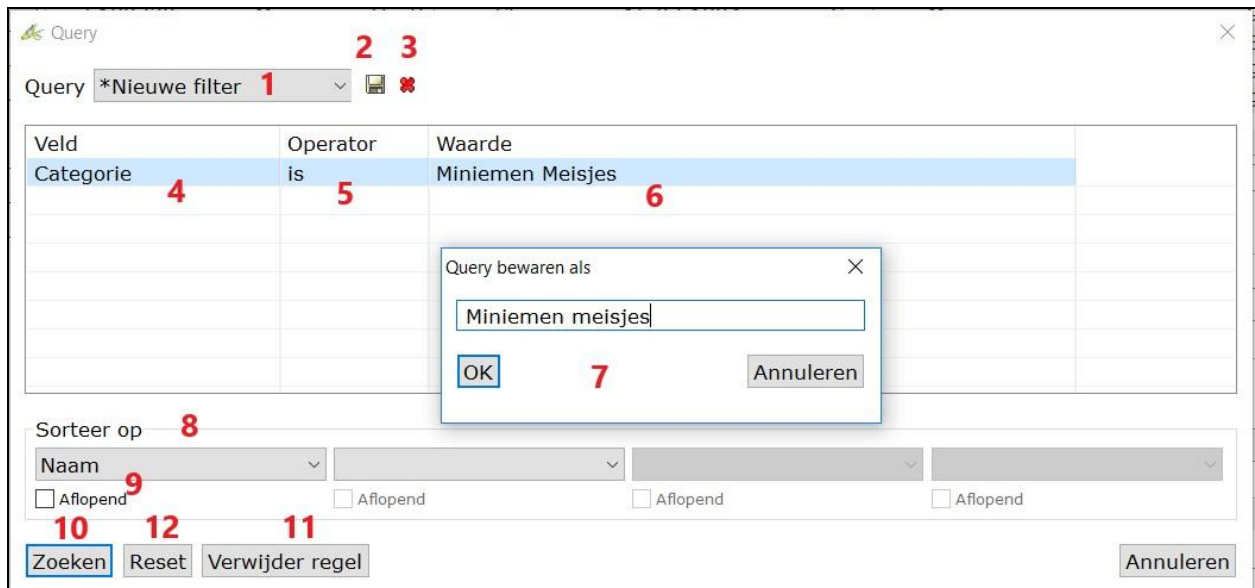 Query
2 3
Query *Nieuwe filter 1
Veld Operator Waarde
Categorie is Miniemen Meisjes
4 5 6
Query bewaren als
Miniemen meisjes
OK 7 Annuleren
Sorteer op 8
Naam
9
Aflopend Aflopend Aflopend Aflopend
10 12 11
Zoeken Reset Verwijder regel Annuleren